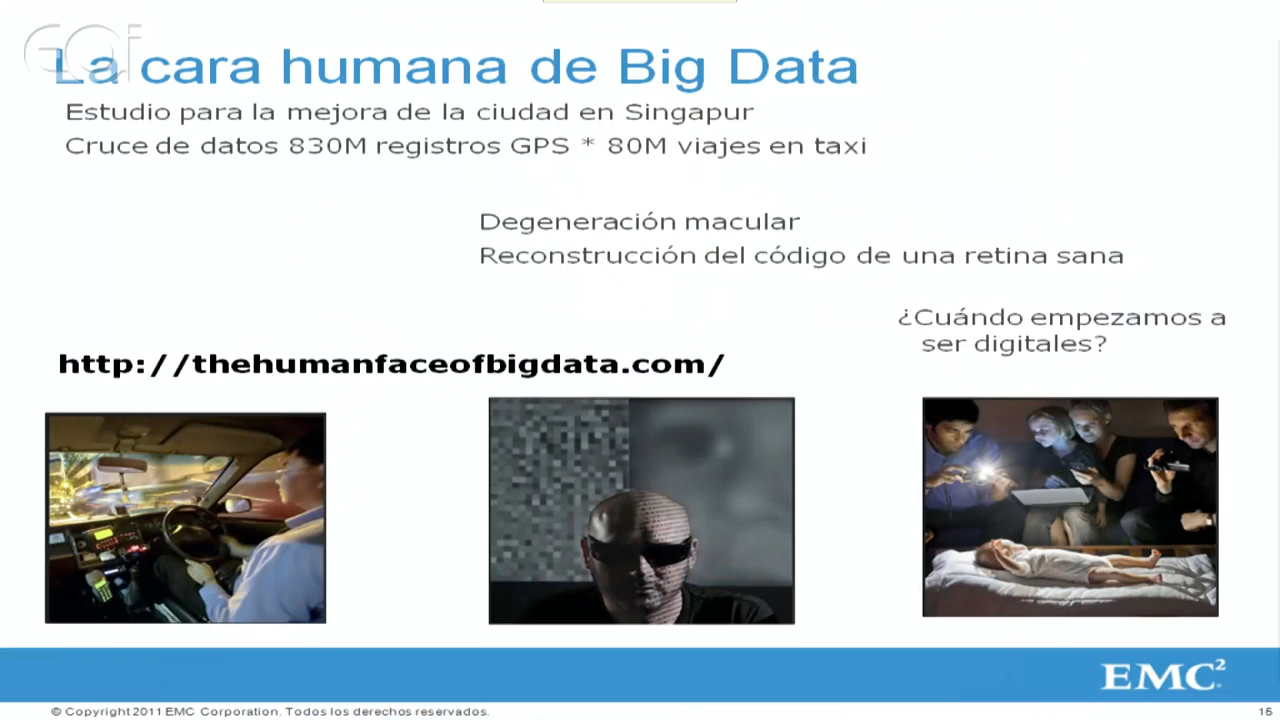 EOi
La cara humana de Big Data
Estudio para la mejora de la ciudad en Singapur
Cruce de datos 830M registros GPS * 80M viajes en taxi
Degeneración macular
Reconstrucción del código de una retina sana
¿Cuándo empezamos a
ser digitales?
http://thehumanfaceofbigdata.com/
EMC²
© Copyright 2011 EMC Corporation. Todos los derechos reservados.
15